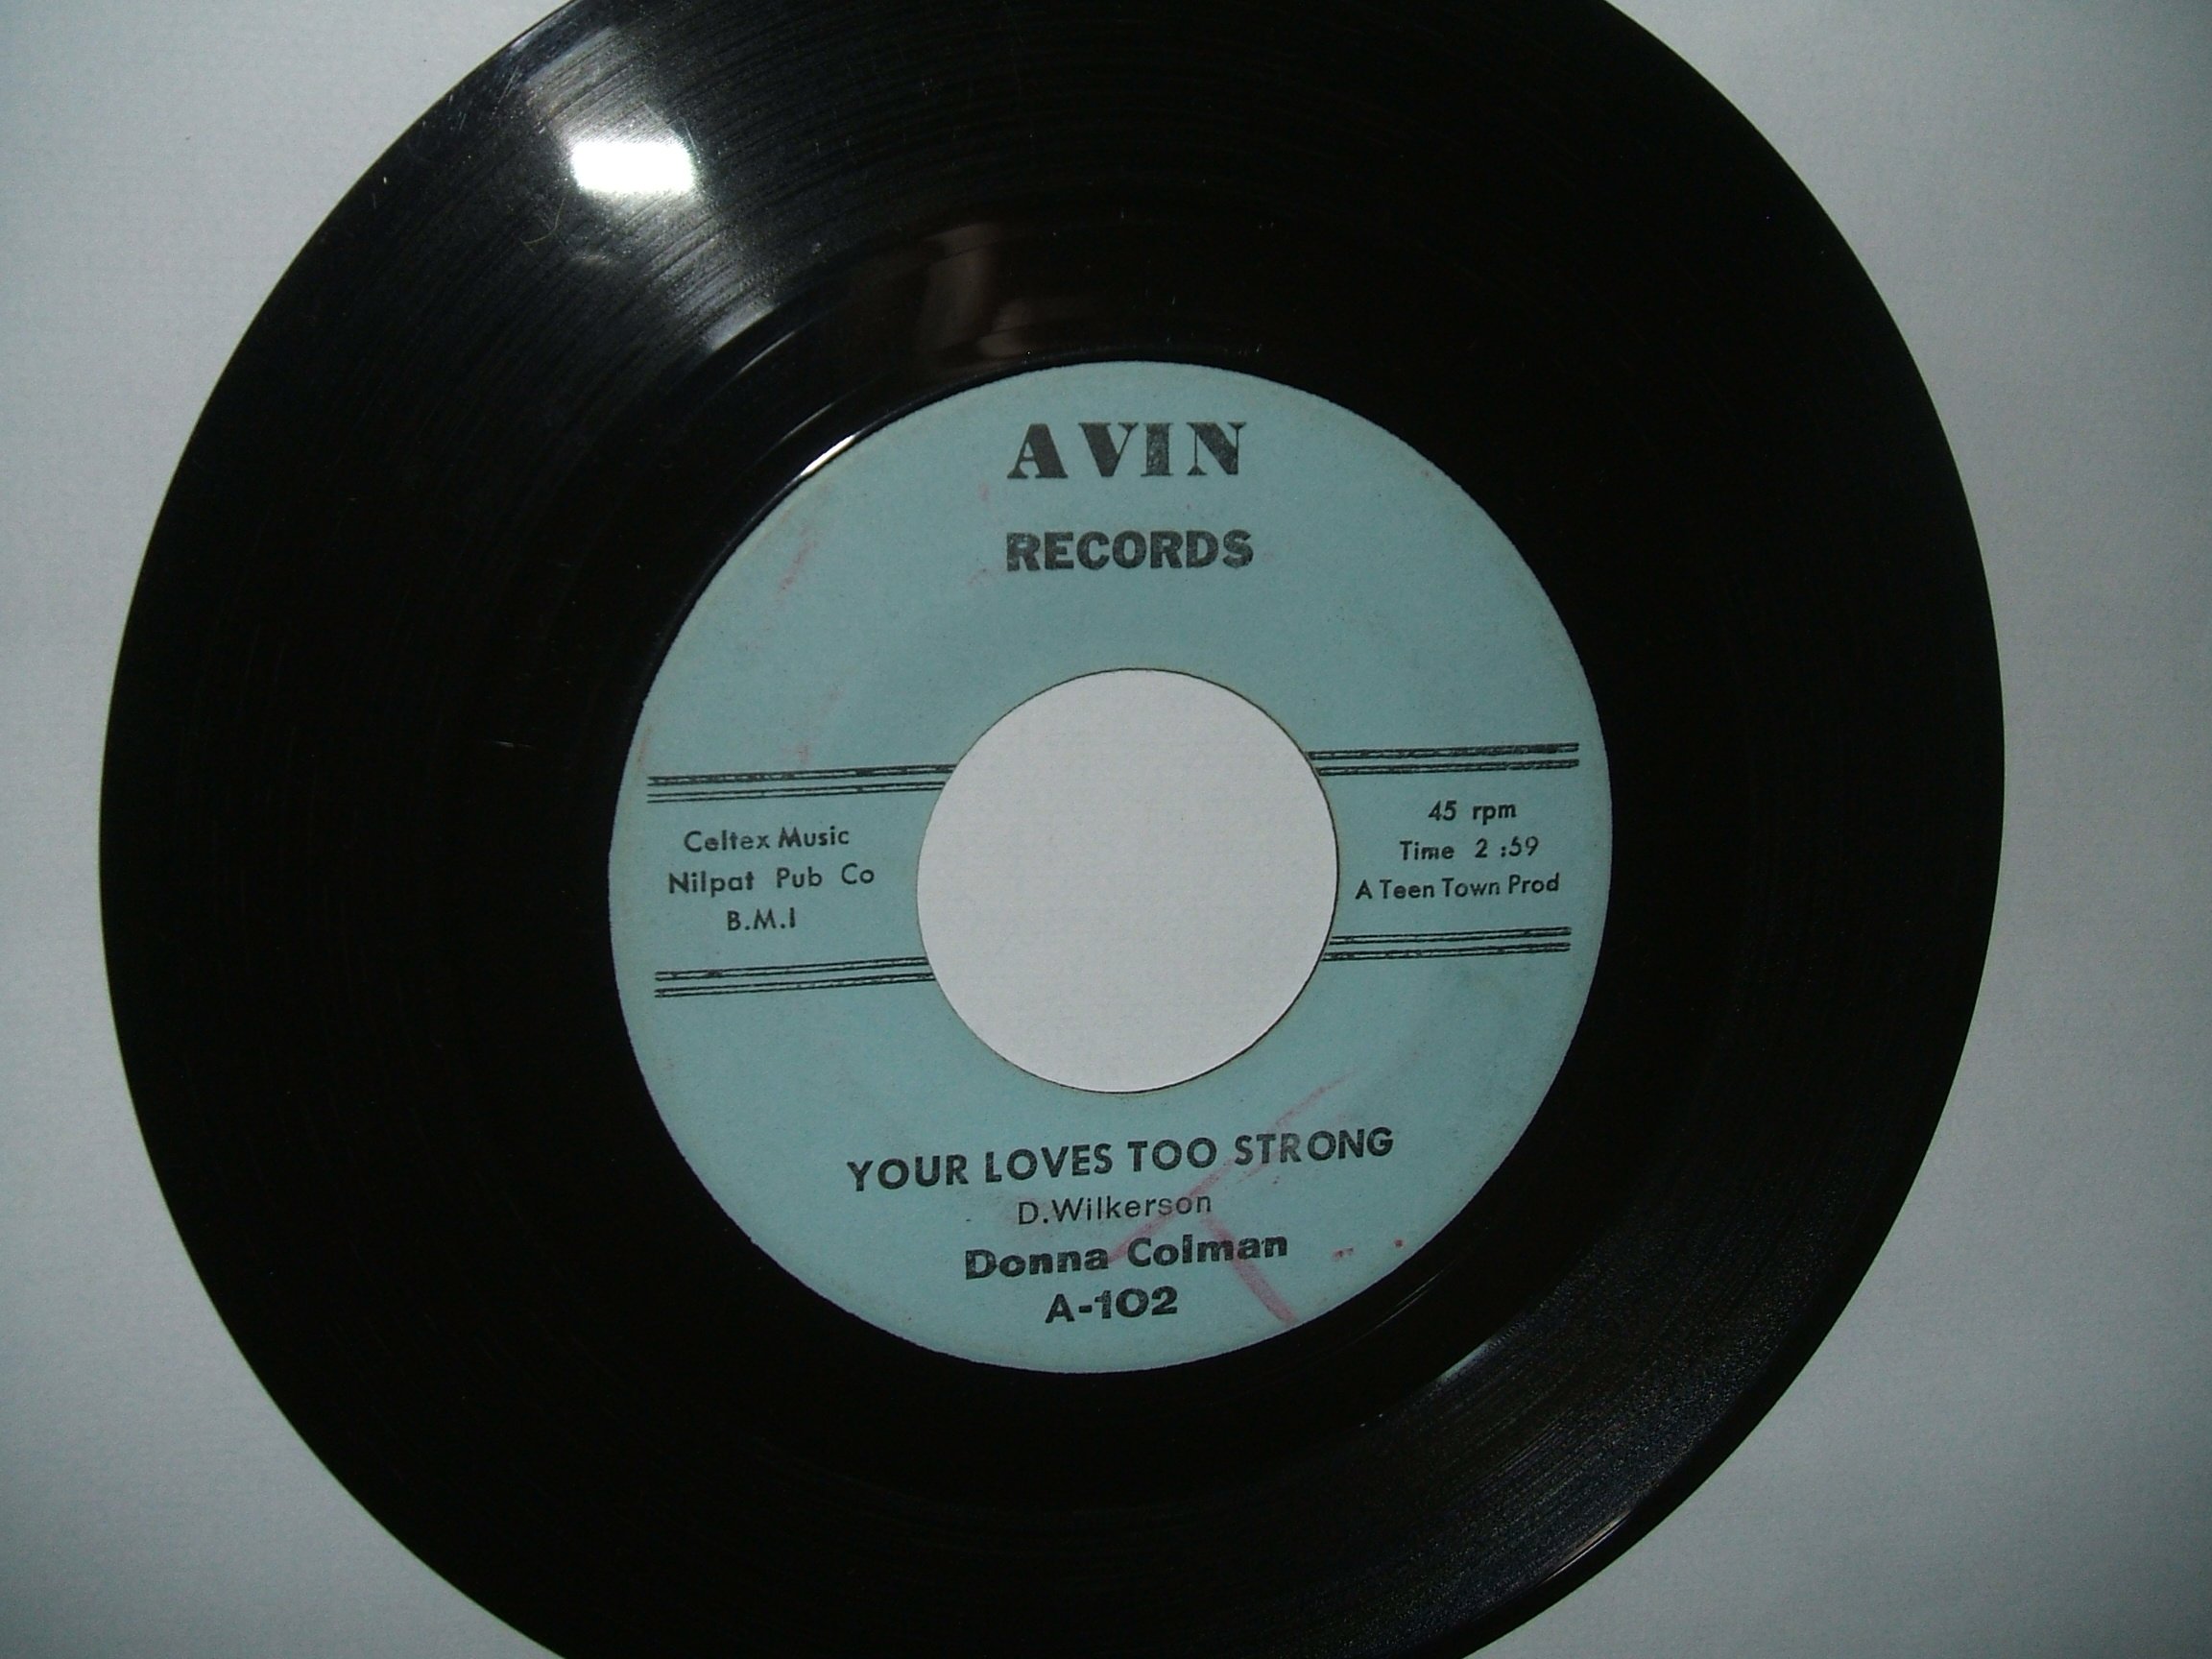 AVIN
RECORDS
Celtex Music
Nilpat Pub Co
B.M.I
45 rpm
Time 2 :59
A Teen Town Prod
YOUR LOVES TOO STRONG
D.Wilkerson
Donna Colman
A-102